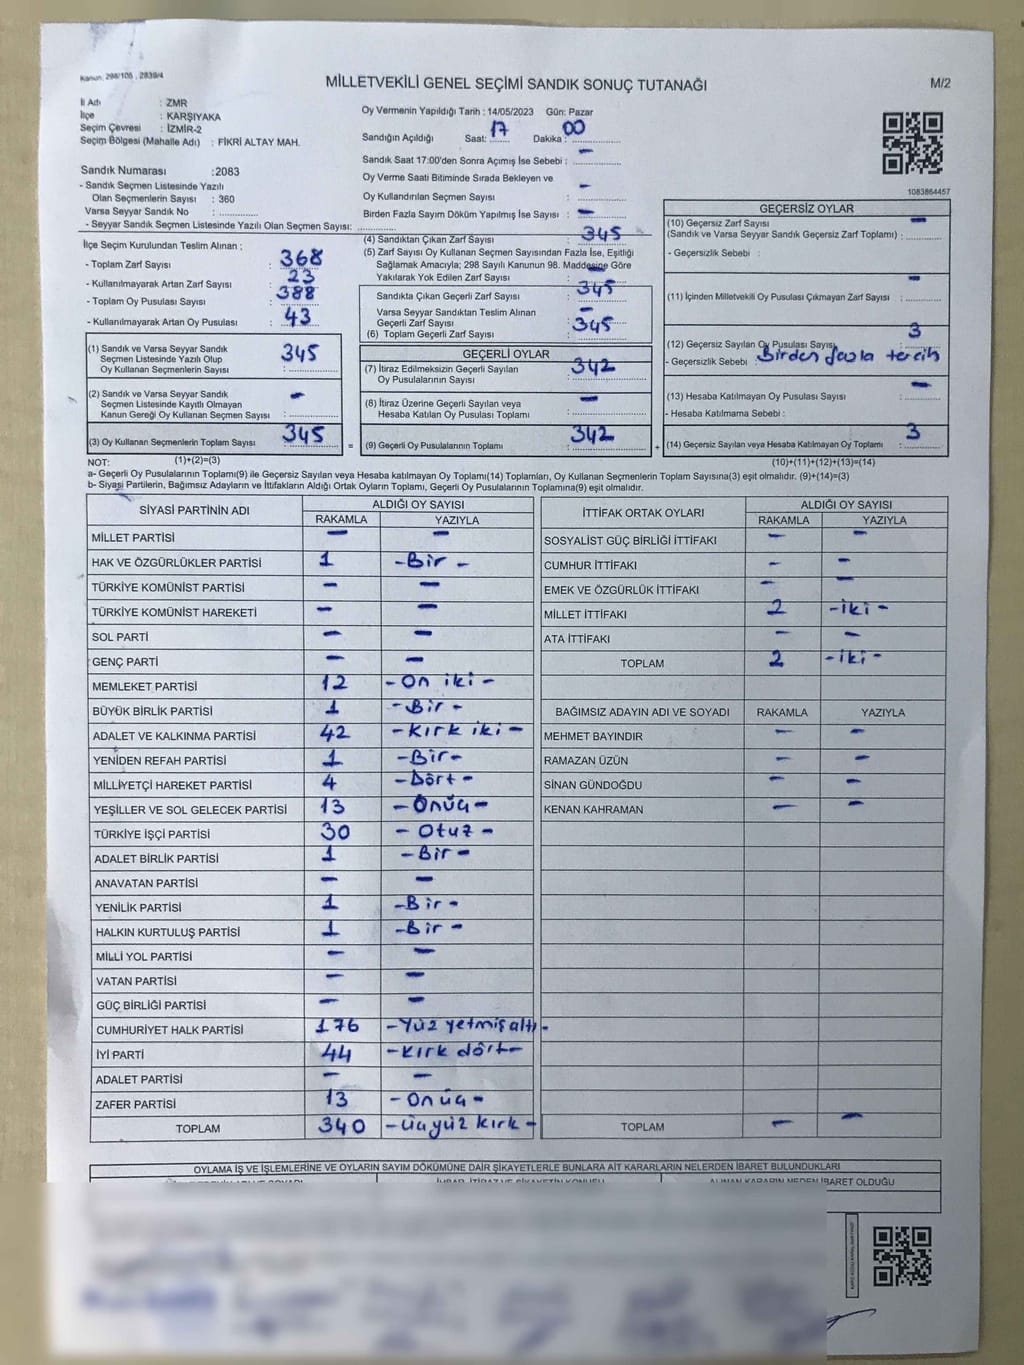 Kanun: 298/105 , 2839/4
MİLLETVEKİLİ GENEL SEÇİMİ SANDIK SONUÇ TUTANAĞI
M/2
İl Adı : ZMR
İlçe : KARŞIYAKA
Seçim Çevresi : İZMİR-2
Seçim Bölgesi (Mahalle Adı) : FİKRİ ALTAY MAH.
Oy Vermenin Yapıldığı Tarih : 14/05/2023 Gün: Pazar
Sandığın Açıldığı Saat: 17 Dakika : 00
Sandık Saat 17:00'den Sonra Açımış İse Sebebi : -
Oy Verme Saati Bitiminde Sırada Bekleyen ve
Oy Kullandırılan Seçmen Sayısı : -
Birden Fazla Sayım Döküm Yapılmış İse Sayısı : -
1083864457
Sandık Numarası :2083
- Sandık Seçmen Listesinde Yazılı
Olan Seçmenlerin Sayısı : 360
Varsa Seyyar Sandık No :
- Seyyar Sandık Seçmen Listesinde Yazılı Olan Seçmen Sayısı:
İlçe Seçim Kurulundan Teslim Alınan ;
- Toplam Zarf Sayısı : 368
- Kullanılmayarak Artan Zarf Sayısı : 23
- Toplam Oy Pusulası Sayısı : 388
- Kullanılmayarak Artan Oy Pusulası : 43
(1) Sandık ve Varsa Seyyar Sandık
Seçmen Listesinde Yazılı Olup
Oy Kullanan Seçmenlerin Sayısı : 345
(2) Sandık ve Varsa Seyyar Sandık
Seçmen Listesinde Kayıtlı Olmayan
Kanun Gereği Oy Kullanan Seçmen Sayısı : -
(3) Oy Kullanan Seçmenlerin Toplam Sayısı : 345
(1)+(2)=(3)
(4) Sandıktan Çıkan Zarf Sayısı : 345
(5) Zarf Sayısı Oy Kullanan Seçmen Sayısından Fazla İse, Eşitliği
Sağlamak Amacıyla; 298 Sayılı Kanunun 98. Maddesine Göre
Yakılarak Yok Edilen Zarf Sayısı : -
Sandıkta Çıkan Geçerli Zarf Sayısı : 345
Varsa Seyyar Sandıktan Teslim Alınan
Geçerli Zarf Sayısı : -
(6) Toplam Geçerli Zarf Sayısı : 345
GEÇERLİ OYLAR
(7) İtiraz Edilmeksizin Geçerli Sayılan
Oy Pusulalarının Sayısı : 342
(8) İtiraz Üzerine Geçerli Sayılan veya
Hesaba Katılan Oy Pusulası Toplamı : -
= (9) Geçerli Oy Pusulalarının Toplamı : 342 +
GEÇERSİZ OYLAR
(10) Geçersiz Zarf Sayısı -
(Sandık ve Varsa Seyyar Sandık Geçersiz Zarf Toplamı) :
- Geçersizlik Sebebi :
(11) İçinden Milletvekili Oy Pusulası Çıkmayan Zarf Sayısı : -
(12) Geçersiz Sayılan Oy Pusulası Sayısı : 3
- Geçersizlik Sebebi : Birden fazla tercih
(13) Hesaba Katılmayan Oy Pusulası Sayısı : -
- Hesaba Katılmama Sebebi :
(14) Geçersiz Sayılan veya Hesaba Katılmayan Oy Toplamı : 3
(10)+(11)+(12)+(13)=(14)
NOT:
a- Geçerli Oy Pusulalarının Toplamı(9) ile Geçersiz Sayılan veya Hesaba katılmayan Oy Toplamı(14) Toplamları, Oy Kullanan Seçmenlerin Toplam Sayısına(3) eşit olmalıdır. (9)+(14)=(3)
b- Siyasi Partilerin, Bağımsız Adayların ve İttifakların Aldığı Ortak Oyların Toplamı, Geçerli Oy Pusulalarının Toplamına(9) eşit olmalıdır.
SİYASİ PARTİNİN ADI ALDIĞI OY SAYISI
RAKAMLA YAZIYLA
MİLLET PARTİSİ - -
HAK VE ÖZGÜRLÜKLER PARTİSİ 1 -Bir -
TÜRKİYE KOMÜNİST PARTİSİ - -
TÜRKİYE KOMÜNİST HAREKETİ - -
SOL PARTİ - -
GENÇ PARTİ - -
MEMLEKET PARTİSİ 12 -On iki -
BÜYÜK BİRLİK PARTİSİ 1 -Bir-
ADALET VE KALKINMA PARTİSİ 42 -Kırk iki -
YENİDEN REFAH PARTİSİ 1 -Bir-
MİLLİYETÇİ HAREKET PARTİSİ 4 -Dört-
YEŞİLLER VE SOL GELECEK PARTİSİ 13 -Onüç-
TÜRKİYE İŞÇİ PARTİSİ 30 - Otuz -
ADALET BİRLİK PARTİSİ 1 -Bir-
ANAVATAN PARTİSİ - -
YENİLİK PARTİSİ 1 -Bir-
HALKIN KURTULUŞ PARTİSİ 1 -Bir -
MİLLİ YOL PARTİSİ - -
VATAN PARTİSİ - -
GÜÇ BİRLİĞİ PARTİSİ - -
CUMHURİYET HALK PARTİSİ 176 -Yüz yetmiş altı-
İYİ PARTİ 44 -Kırk dört-
ADALET PARTİSİ - -
ZAFER PARTİSİ 13 -Onüç-
TOPLAM 340 -üçyüz kırk-
İTTİFAK ORTAK OYLARI ALDIĞI OY SAYISI
RAKAMLA YAZIYLA
SOSYALİST GÜÇ BİRLİĞİ İTTİFAKI - -
CUMHUR İTTİFAKI - -
EMEK VE ÖZGÜRLÜK İTTİFAKI - -
MİLLET İTTİFAKI 2 -iki-
ATA İTTİFAKI - -
TOPLAM 2 -iki-
BAĞIMSIZ ADAYIN ADI VE SOYADI RAKAMLA YAZIYLA
MEHMET BAYINDIR - -
RAMAZAN ÜZÜN - -
SİNAN GÜNDOĞDU - -
KENAN KAHRAMAN - -
TOPLAM - -
OYLAMA İŞ VE İŞLEMLERİNE VE OYLARIN SAYIM DÖKÜMÜNE DAİR ŞİKAYETLERLE BUNLARA AİT KARARLARIN NELERDEN İBARET BULUNDUKLARI
ALINAN KARARIN NEDEN İBARET OLDUĞU